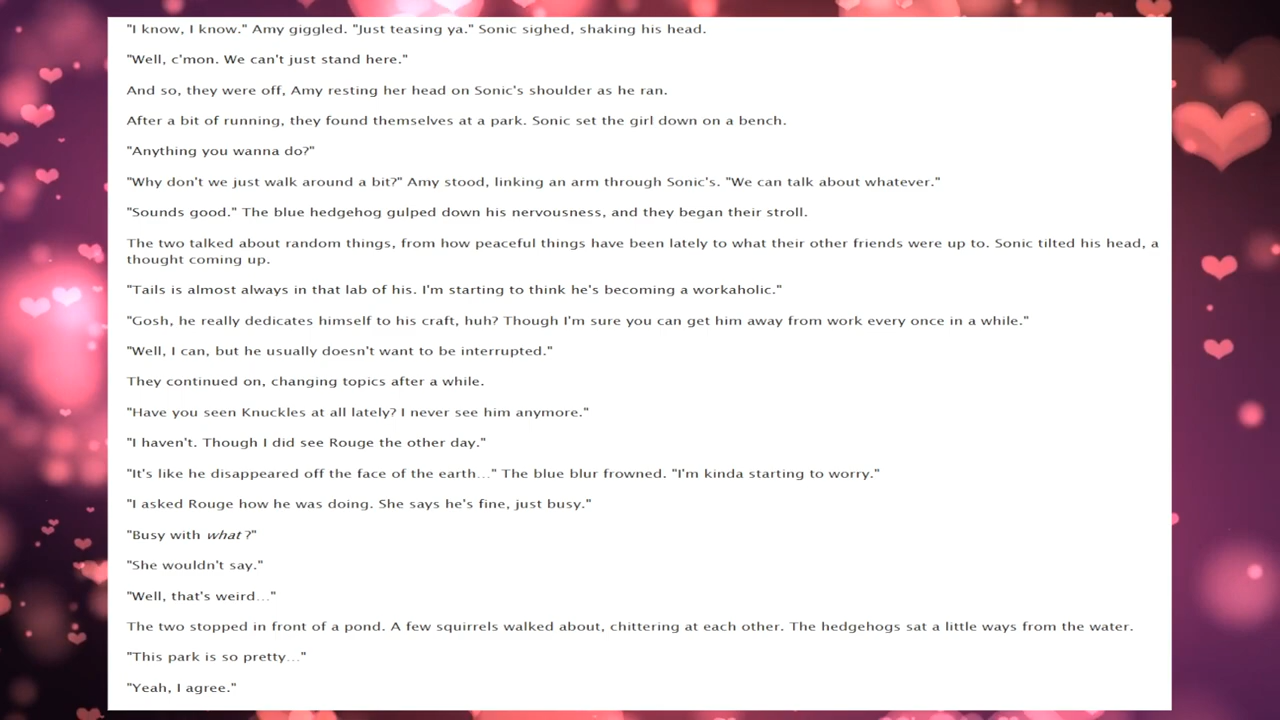 "I know, I know." Amy giggled. "Just teasing ya." Sonic sighed, shaking his head.
"Well, c'mon. We can't just stand here."
And so, they were off, Amy resting her head on Sonic's shoulder as he ran.
After a bit of running, they found themselves at a park. Sonic set the girl down on a bench.
"Anything you wanna do?"
"Why don't we just walk around a bit?" Amy stood, linking an arm through Sonic's. "We can talk about whatever."
"Sounds good." The blue hedgehog gulped down his nervousness, and they began their stroll.
The two talked about random things, from how peaceful things have been lately to what their other friends were up to. Sonic tilted his head, a
thought coming up.
"Tails is almost always in that lab of his. I'm starting to think he's becoming a workaholic."
"Gosh, he really dedicates himself to his craft, huh? Though I'm sure you can get him away from work every once in a while."
"Well, I can, but he usually doesn't want to be interrupted."
They continued on, changing topics after a while.
"Have you seen Knuckles at all lately? I never see him anymore."
"I haven't. Though I did see Rouge the other day."
"It's like he disappeared off the face of the earth…" The blue blur frowned. "I'm kinda starting to worry."
"I asked Rouge how he was doing. She says he's fine, just busy."
"Busy with what ?"
"She wouldn't say."
"Well, that's weird…"
The two stopped in front of a pond. A few squirrels walked about, chittering at each other. The hedgehogs sat a little ways from the water.
"This park is so pretty…"
"Yeah, I agree."